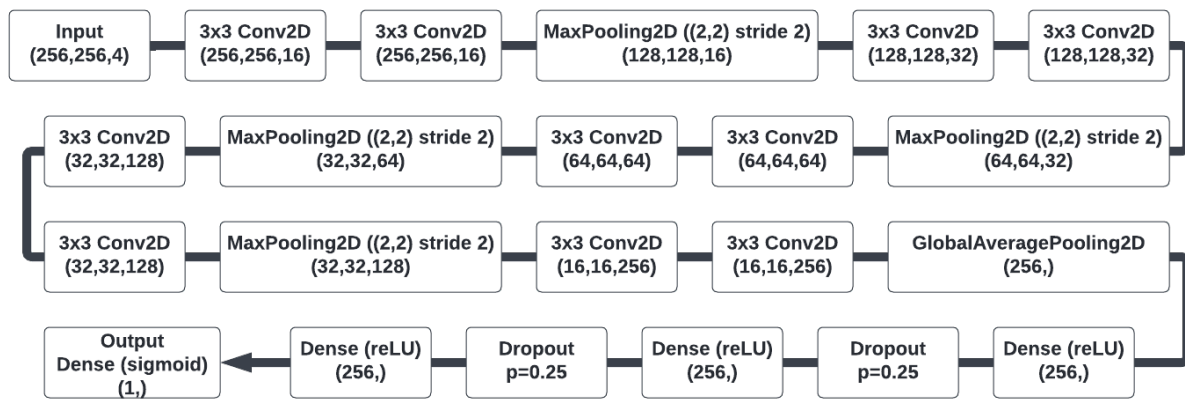 Input
(256,256,4)
3x3 Conv2D
(256,256,16)
3x3 Conv2D
(256,256,16)
MaxPooling2D ((2,2) stride 2)
(128,128,16)
3x3 Conv2D
(128,128,32)
3x3 Conv2D
(128,128,32)
3x3 Conv2D
(32,32,128)
MaxPooling2D ((2,2) stride 2)
(32,32,64)
3x3 Conv2D
(64,64,64)
3x3 Conv2D
(64,64,64)
MaxPooling2D ((2,2) stride 2)
(64,64,32)
3x3 Conv2D
(32,32,128)
MaxPooling2D ((2,2) stride 2)
(32,32,128)
3x3 Conv2D
(16,16,256)
3x3 Conv2D
(16,16,256)
GlobalAveragePooling2D
(256,)
Output
Dense (sigmoid)
(1,)
Dense (reLU)
(256,)
Dropout
p=0.25
Dense (reLU)
(256,)
Dropout
p=0.25
Dense (reLU)
(256,)